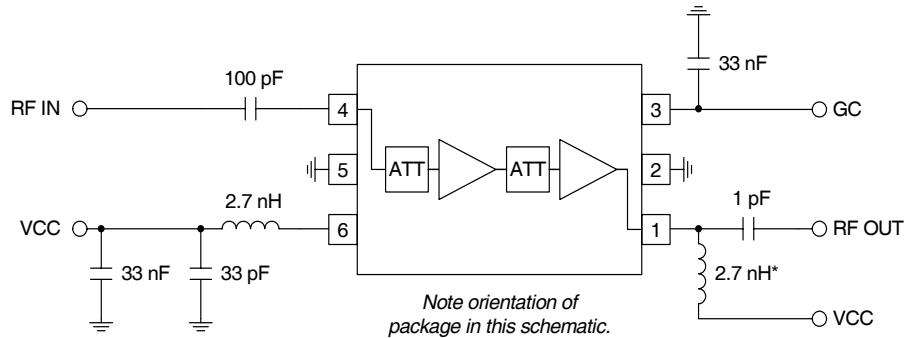 33 nF
100 pF
RF IN
4
3
GC
5
ATT
ATT
2
2.7 nH
1 pF
VCC
6
1
RF OUT
33 nF
33 pF
2.7 nH*
Note orientation of
package in this schematic.
VCC